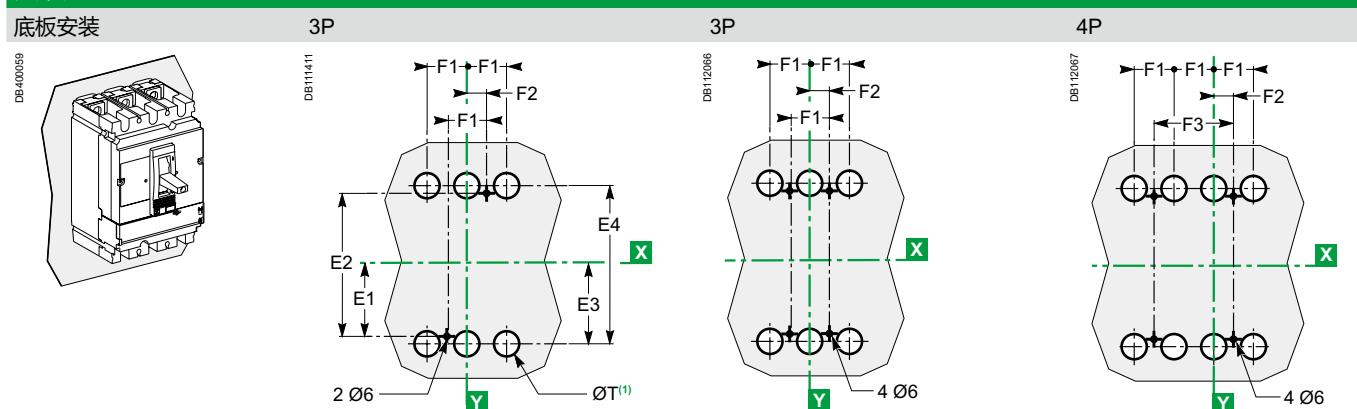 底板安装 3P 3P 4P
DB400059
DB111411
F1 F1
F2
F1
E2
E1
E4
E3
X
Y
2 Ø6
ØT(1)
DB112066
F1 F1
F2
F1
X
Y
4 Ø6
DB112067
F1 F1 F1
F2
F3
X
Y
4 Ø6